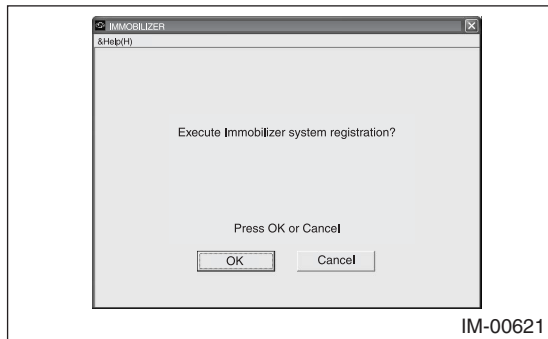 IMMOBILIZER
&Help(H)
Execute Immobilizer system registration?
Press OK or Cancel
OK Cancel
IM-00621